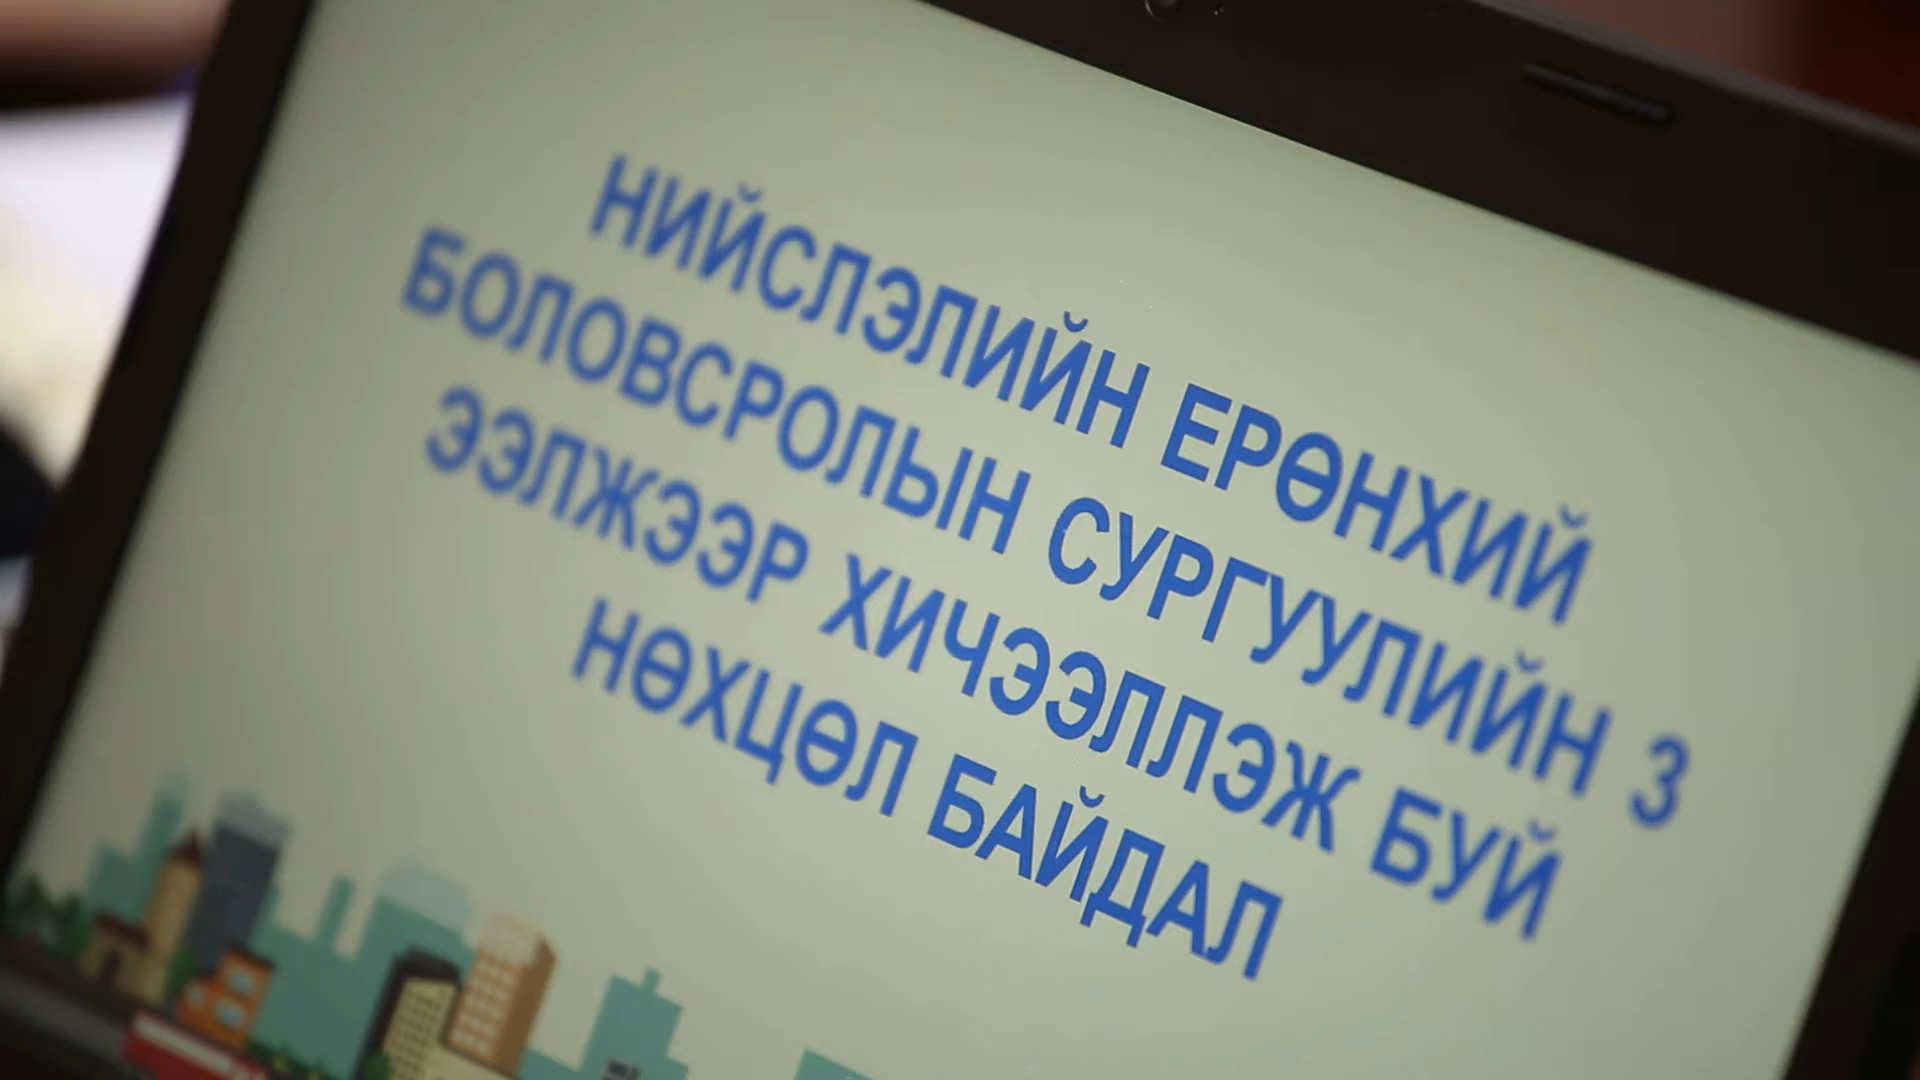 НИЙСЛЭЛИЙН ЕРӨНХИЙ
БОЛОВСРОЛЫН СУРГУУЛИЙН 3
ЭЭЛЖЭЭР ХИЧЭЭЛЛЭЖ БУЙ
НӨХЦӨЛ БАЙДАЛ